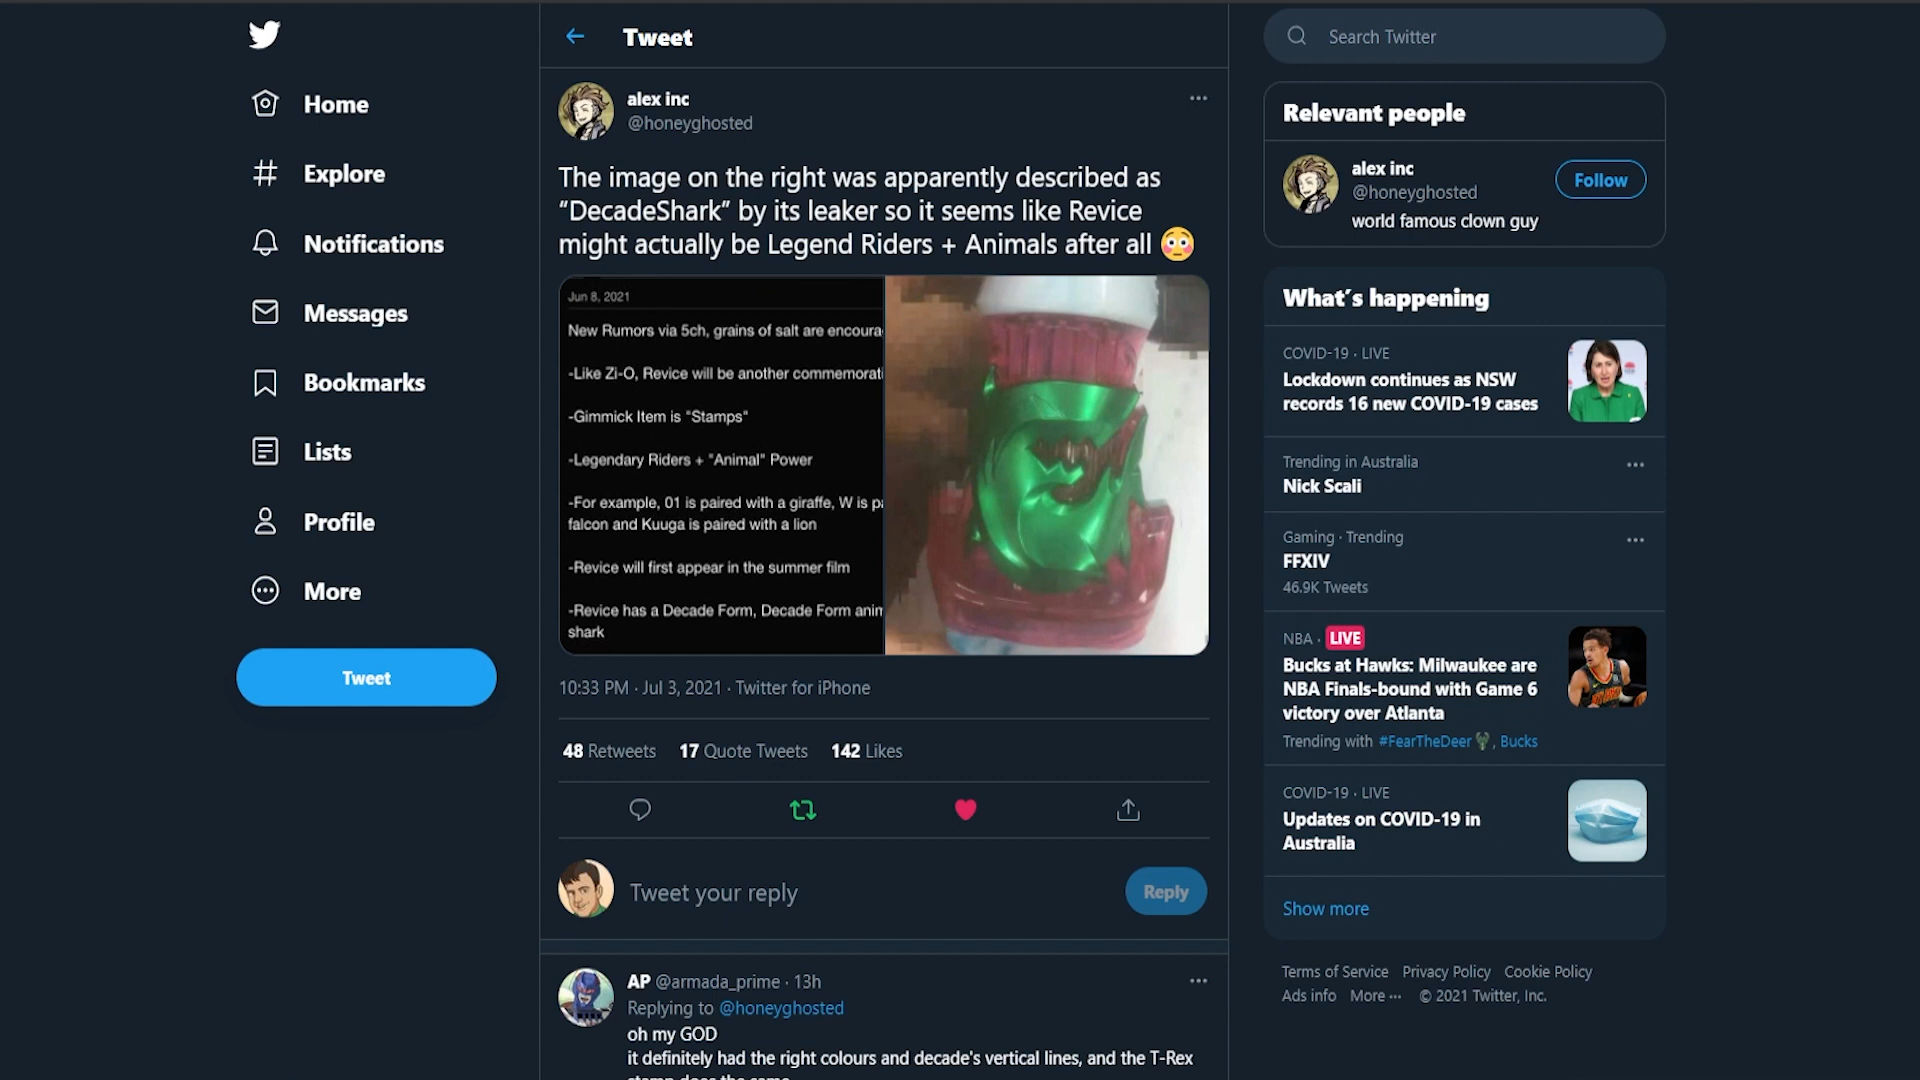 Home
Explore
Notifications
Messages
Bookmarks
Lists
Profile
More
Tweet
Tweet
alex inc
@honeyghosted
The image on the right was apparently described as
“DecadeShark” by its leaker so it seems like Revice
might actually be Legend Riders + Animals after all
Jun 8, 2021
New Rumors via 5ch, grains of salt are encoura
-Like Zi-O, Revice will be another commemorati
-Gimmick Item is "Stamps"
-Legendary Riders + "Animal" Power
-For example, 01 is paired with a giraffe, W is pa
falcon and Kuuga is paired with a lion
-Revice will first appear in the summer film
-Revice has a Decade Form, Decade Form anim
shark
10:33 PM · Jul 3, 2021 · Twitter for iPhone
48 Retweets 17 Quote Tweets 142 Likes
Tweet your reply
Reply
AP @armada_prime · 13h
Replying to @honeyghosted
oh my GOD
it definitely had the right colours and decade's vertical lines, and the T-Rex
Search Twitter
Relevant people
alex inc
@honeyghosted
Follow
world famous clown guy
What's happening
COVID-19 · LIVE
Lockdown continues as NSW
records 16 new COVID-19 cases
Trending in Australia
Nick Scali
Gaming · Trending
FFXIV
46.9K Tweets
NBA · LIVE
Bucks at Hawks: Milwaukee are
NBA Finals-bound with Game 6
victory over Atlanta
Trending with #FearTheDeer, Bucks
COVID-19 · LIVE
Updates on COVID-19 in
Australia
Show more
Terms of Service Privacy Policy Cookie Policy
Ads info More ··· © 2021 Twitter, Inc.